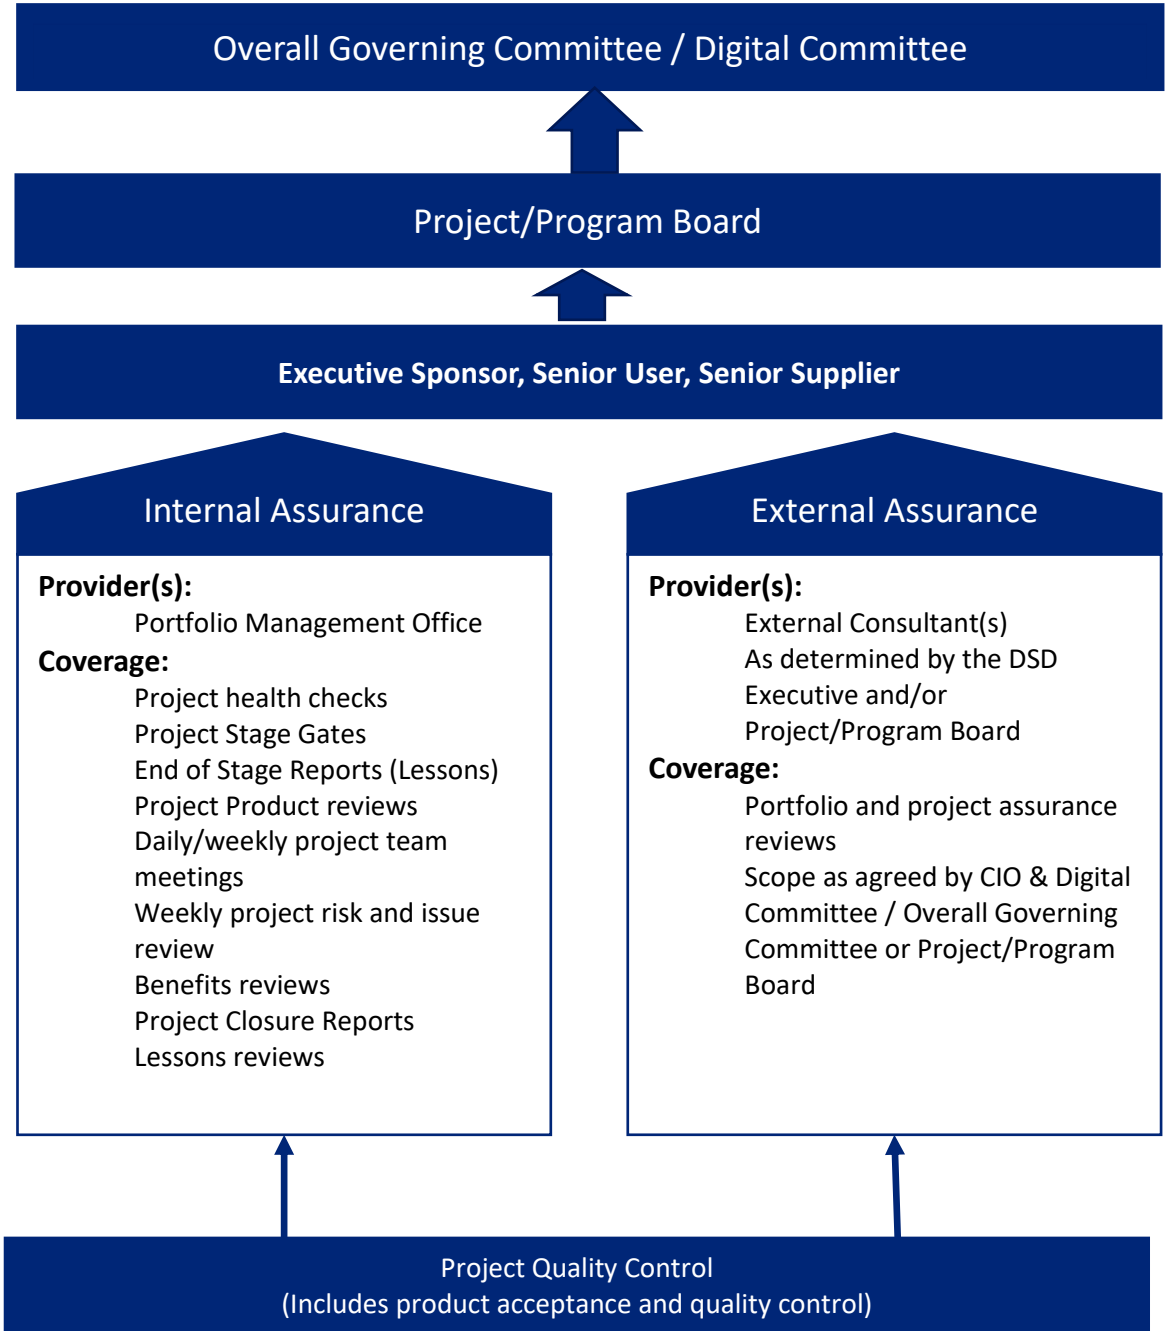 Overall Governing Committee / Digital Committee
Project/Program Board
Executive Sponsor, Senior User, Senior Supplier
Internal Assurance
Provider(s):
Portfolio Management Office
Coverage:
Project health checks
Project Stage Gates
End of Stage Reports (Lessons)
Project Product reviews
Daily/weekly project team
meetings
Weekly project risk and issue
review
Benefits reviews
Project Closure Reports
Lessons reviews
External Assurance
Provider(s):
External Consultant(s)
As determined by the DSD
Executive and/or
Project/Program Board
Coverage:
Portfolio and project assurance
reviews
Scope as agreed by CIO & Digital
Committee / Overall Governing
Committee or Project/Program
Board
Project Quality Control
(Includes product acceptance and quality control)